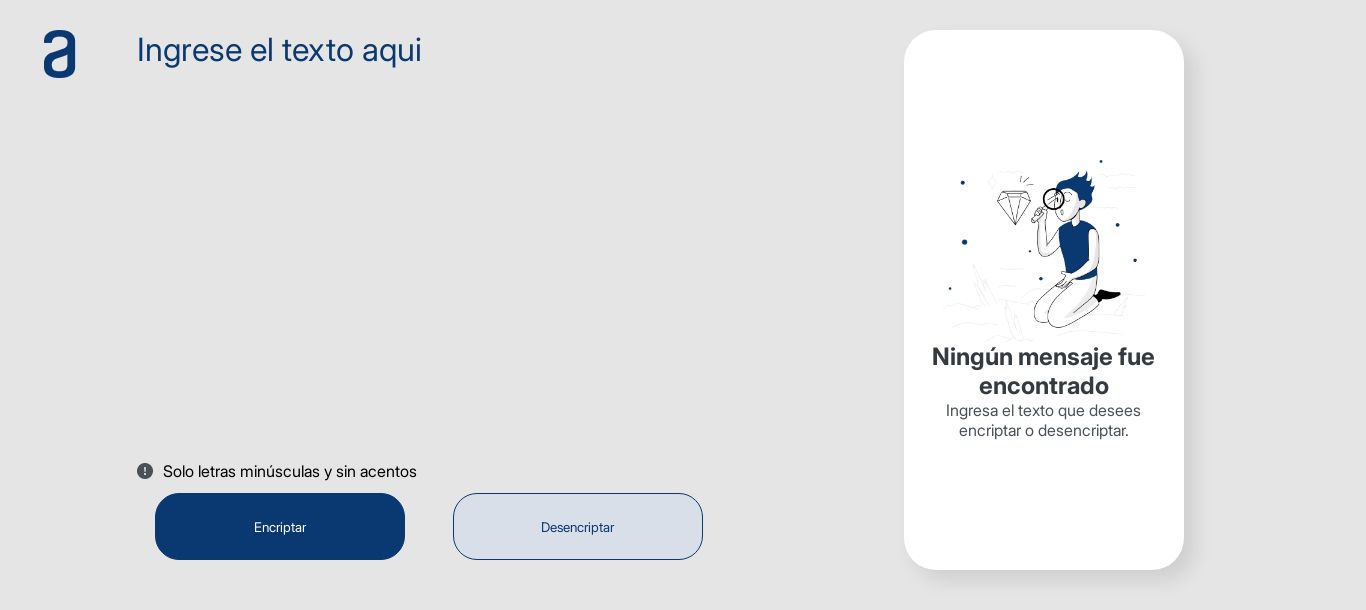 a
Ingrese el texto aqui
Solo letras minúsculas y sin acentos
Encriptar
Desencriptar
Ningún mensaje fue
encontrado
Ingresa el texto que desees
encriptar o desencriptar.